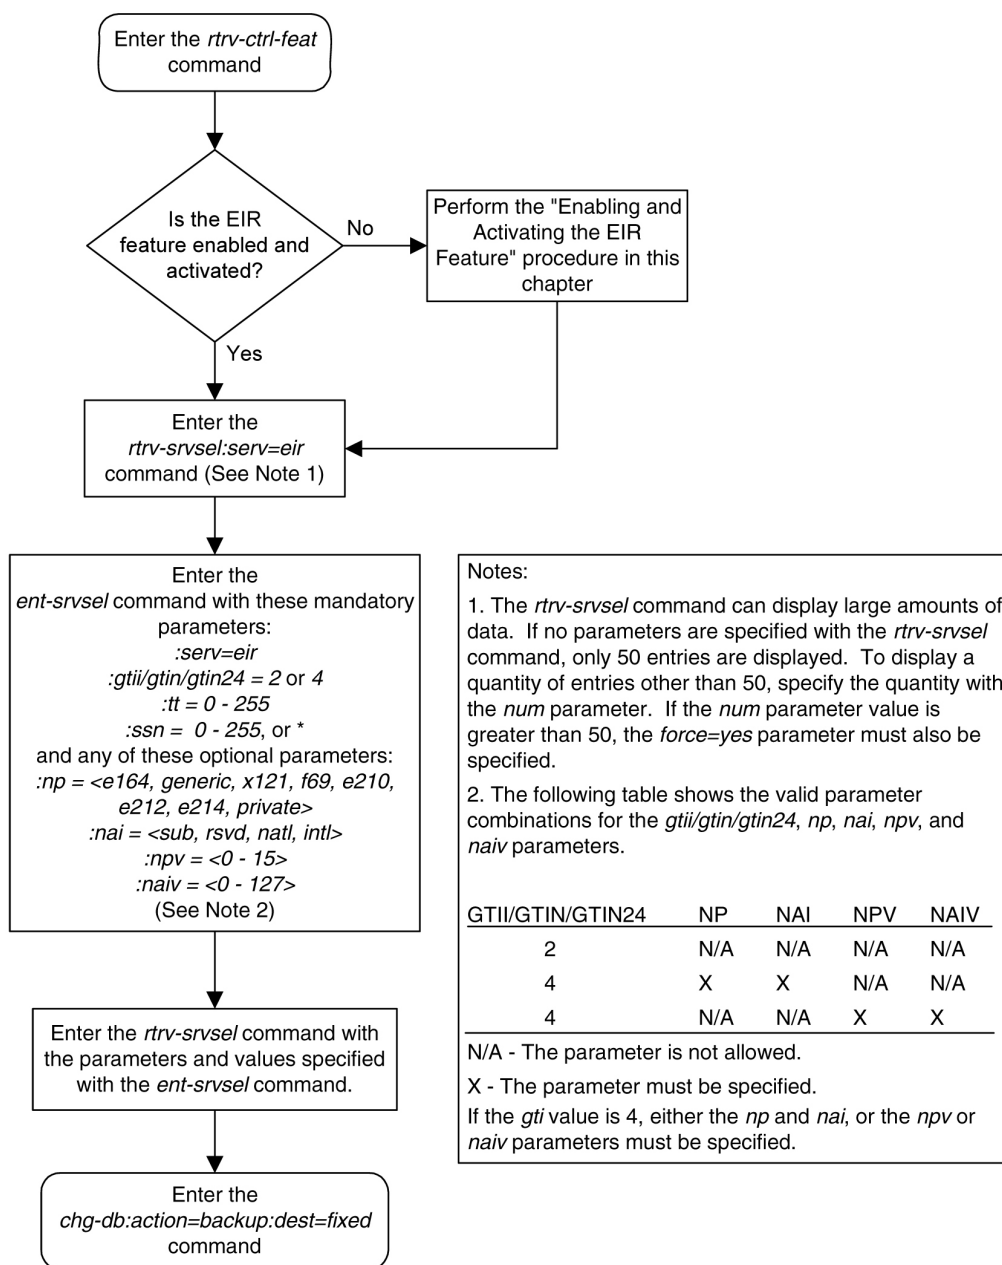 Enter the rtrv-ctrl-feat
command
Is the EIR
feature enabled and
activated?
No
Perform the "Enabling and
Activating the EIR
Feature" procedure in this
chapter
Yes
Enter the
rtrv-srvsel:serv=eir
command (See Note 1)
Enter the
ent-srvsel command with these mandatory
parameters:
:serv=eir
:gtii/gtin/gtin24 = 2 or 4
:tt = 0 - 255
:ssn =  0 - 255, or *
and any of these optional parameters:
:np = <e164, generic, x121, f69, e210,
e212, e214, private>
:nai = <sub, rsvd, natl, intl>
:npv = <0 - 15>
:naiv = <0 - 127>
(See Note 2)
Enter the rtrv-srvsel command with
the parameters and values specified
with the ent-srvsel command.
Enter the
chg-db:action=backup:dest=fixed
command
Notes:
1. The rtrv-srvsel command can display large amounts of
data.  If no parameters are specified with the rtrv-srvsel
command, only 50 entries are displayed.  To display a
quantity of entries other than 50, specify the quantity with
the num parameter.  If the num parameter value is
greater than 50, the force=yes parameter must also be
specified.
2. The following table shows the valid parameter
combinations for the gtii/gtin/gtin24, np, nai, npv, and
naiv parameters.
GTII/GTIN/GTIN24 NP NAI NPV NAIV
2 N/A N/A N/A N/A
4 X X N/A N/A
4 N/A N/A X X
N/A - The parameter is not allowed.
X - The parameter must be specified.
If the gti value is 4, either the np and nai, or the npv or
naiv parameters must be specified.